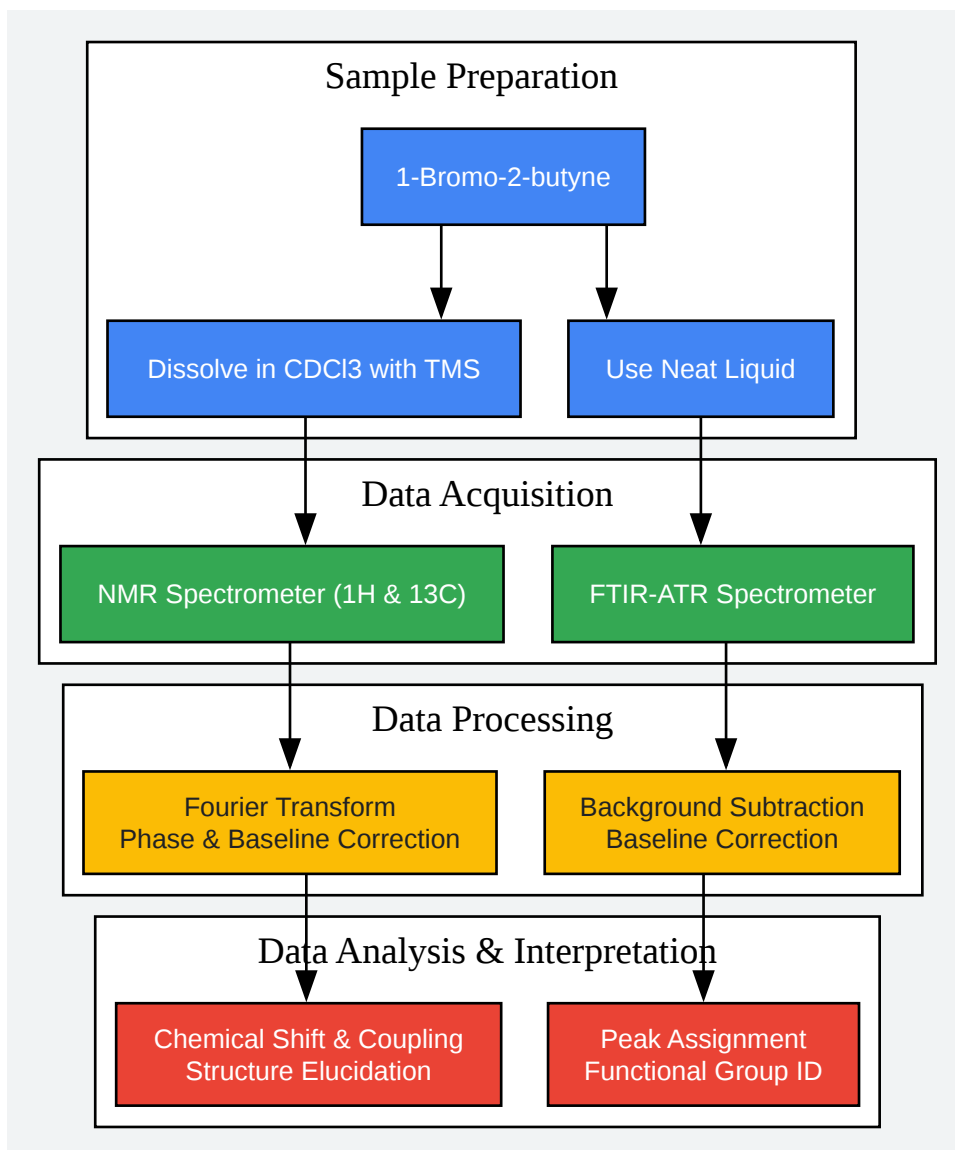 Sample Preparation
1-Bromo-2-butyne
Dissolve in CDCl3 with TMS
Use Neat Liquid
Data Acquisition
NMR Spectrometer (1H & 13C)
FTIR-ATR Spectrometer
Data Processing
Fourier Transform
Phase & Baseline Correction
Background Subtraction
Baseline Correction
Data Analysis & Interpretation
Chemical Shift & Coupling
Structure Elucidation
Peak Assignment
Functional Group ID